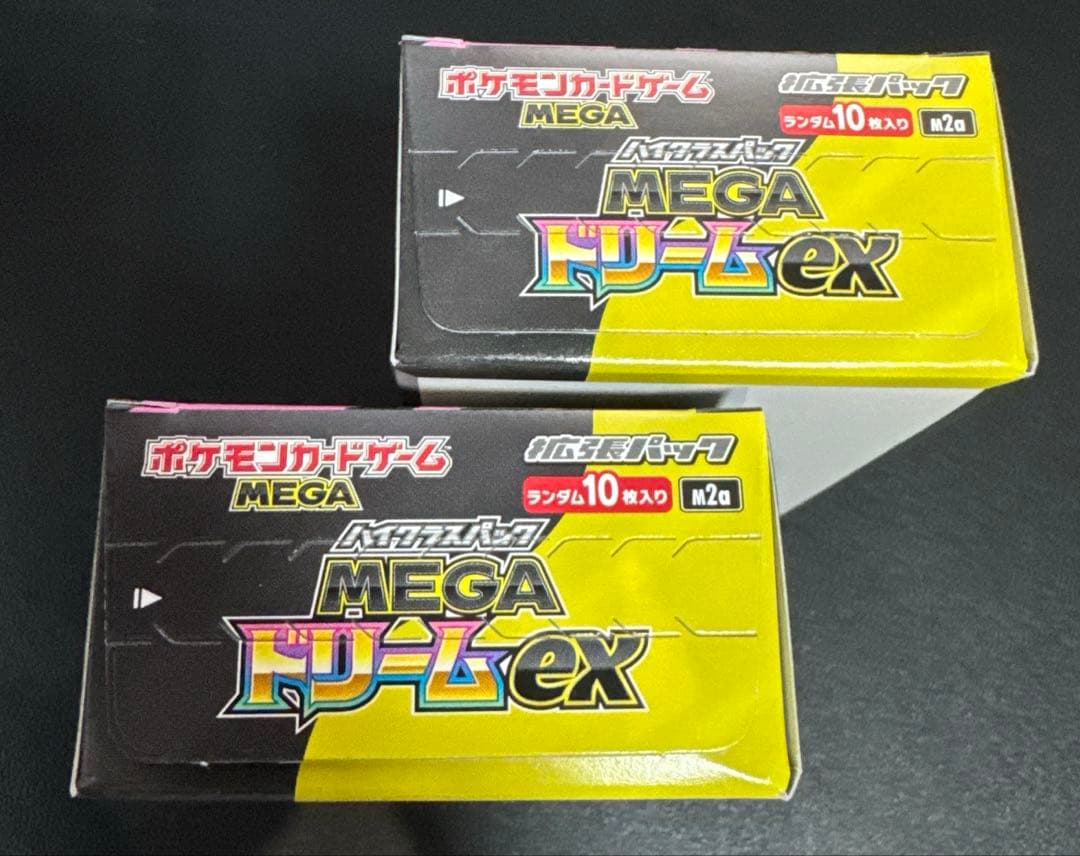 ポケモンカードゲーム
MEGA
拡張パック
ランダム10枚入り
M2a
ハイクラスパック
MEGA
ドリームex
ポケモンカードゲーム
MEGA
拡張パック
ランダム10枚入り
M2a
ハイクラスパック
MEGA
ドリームex